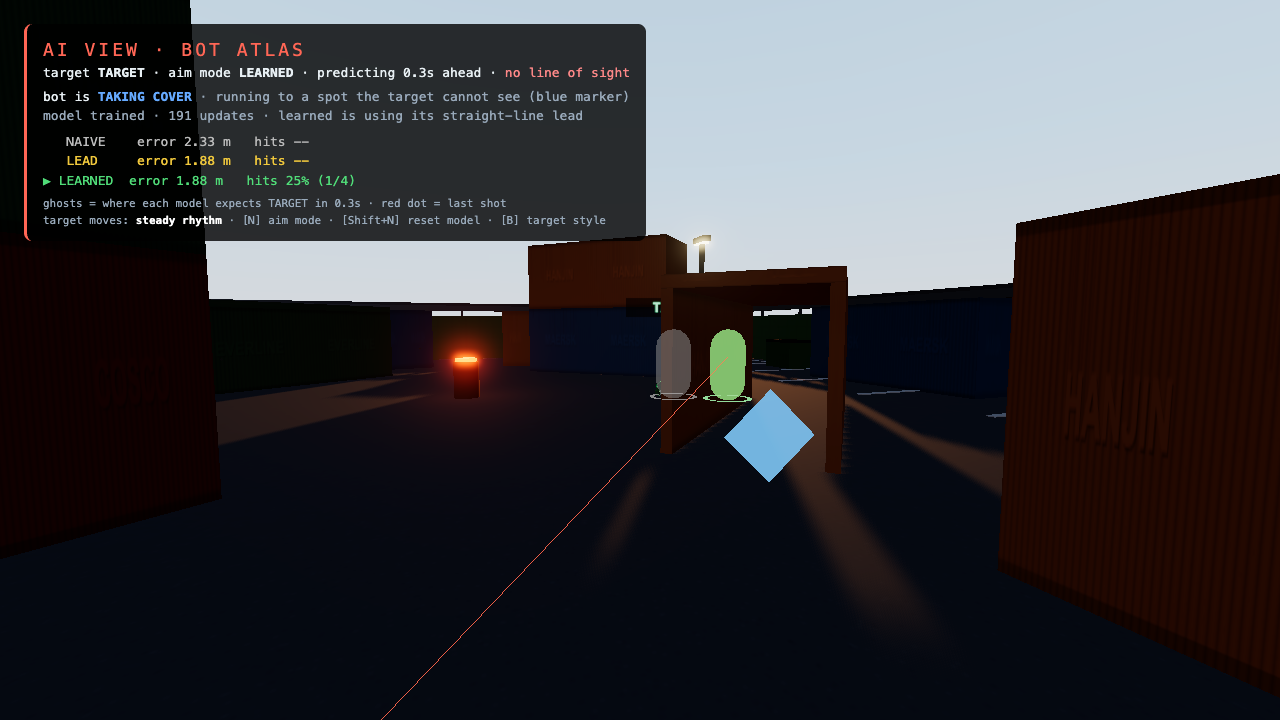 AI VIEW · BOT ATLAS
target TARGET · aim mode LEARNED · predicting 0.3s ahead · no line of sight
bot is TAKING COVER · running to a spot the target cannot see (blue marker)
model trained · 191 updates · learned is using its straight-line lead
NAIVE error 2.33 m hits ——
LEAD error 1.88 m hits ——
▶ LEARNED error 1.88 m hits 25% (1/4)
ghosts = where each model expects TARGET in 0.3s · red dot = last shot
target moves: steady rhythm · [N] aim mode · [Shift+N] reset model · [B] target style
T
HANJIN